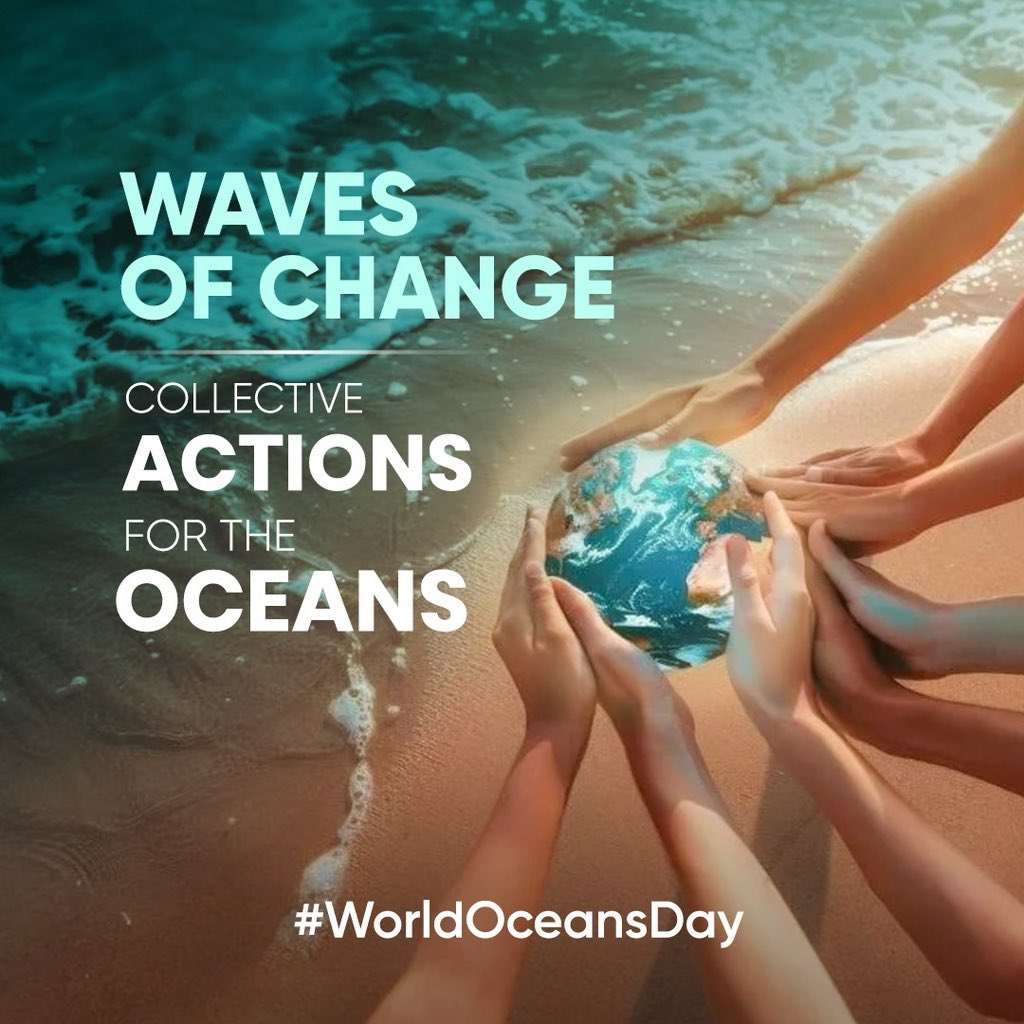 WAVES
OF CHANGE
COLLECTIVE
ACTIONS
FOR THE
OCEANS
#WorldOceansDay